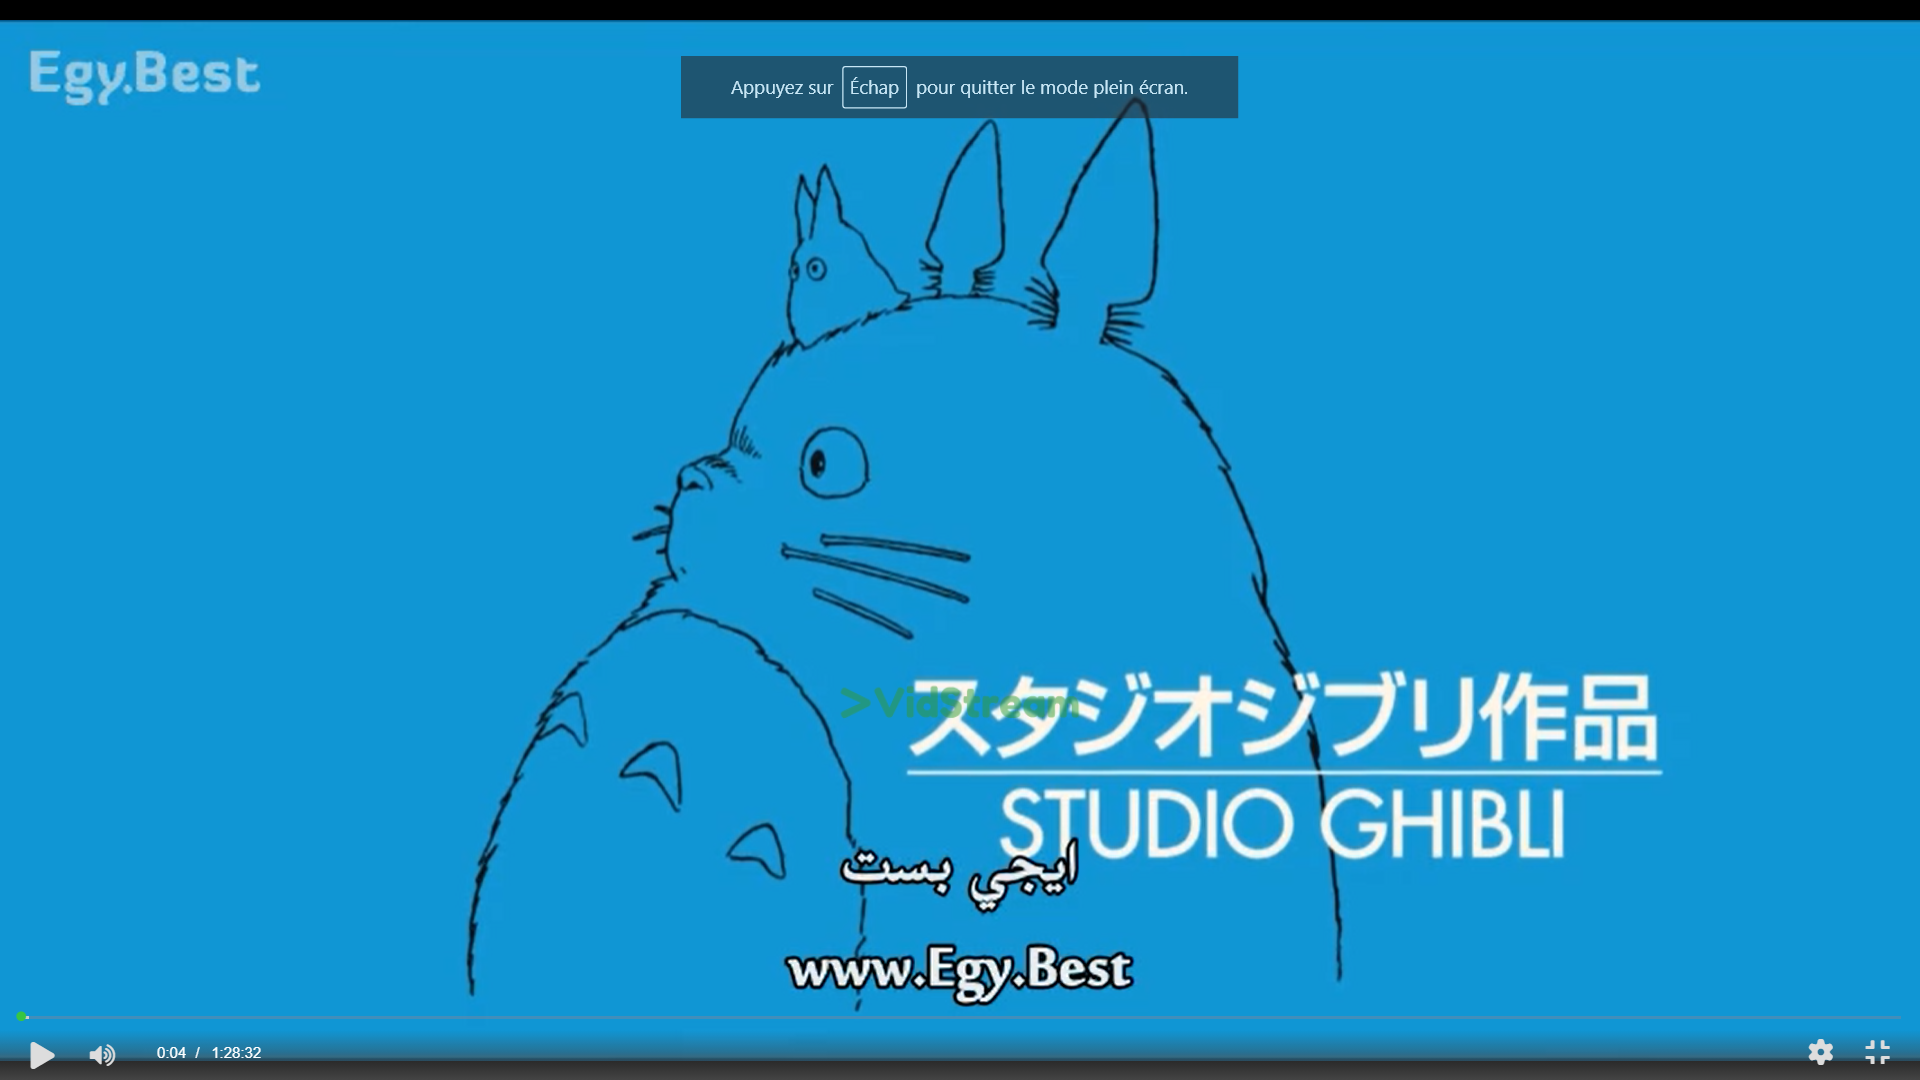 Egy.Best
Appuyez sur Échap pour quitter le mode plein écran.
>VidStream
スタジオジブリ作品
STUDIO GHIBLI
ايجي بست
www.Egy.Best
0:04 / 1:28:32